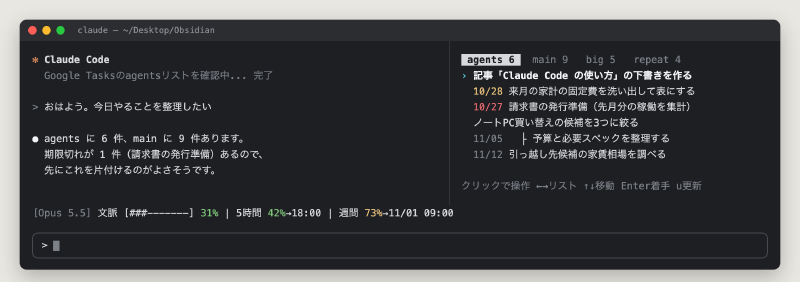 claude — ~/Desktop/Obsidian
✻ Claude Code
Google Tasksのagentsリストを確認中... 完了
> おはよう。今日やることを整理したい
● agents に 6 件、main に 9 件あります。
期限切れが 1 件（請求書の発行準備）あるので、
先にこれを片付けるのがよさそうです。
agents 6 main 9 big 5 repeat 4
› 記事「Claude Code の使い方」の下書きを作る
10/28 来月の家計の固定費を洗い出して表にする
10/27 請求書の発行準備（先月分の稼働を集計）
ノートPC買い替えの候補を3つに絞る
11/05 ├ 予算と必要スペックを整理する
11/12 引っ越し先候補の家賃相場を調べる
クリックで操作 ←→リスト ↑↓移動 Enter着手 u更新
[Opus 5.5] 文脈 [###-------] 31% | 5時間 42%→18:00 | 週間 73%→11/01 09:00
>